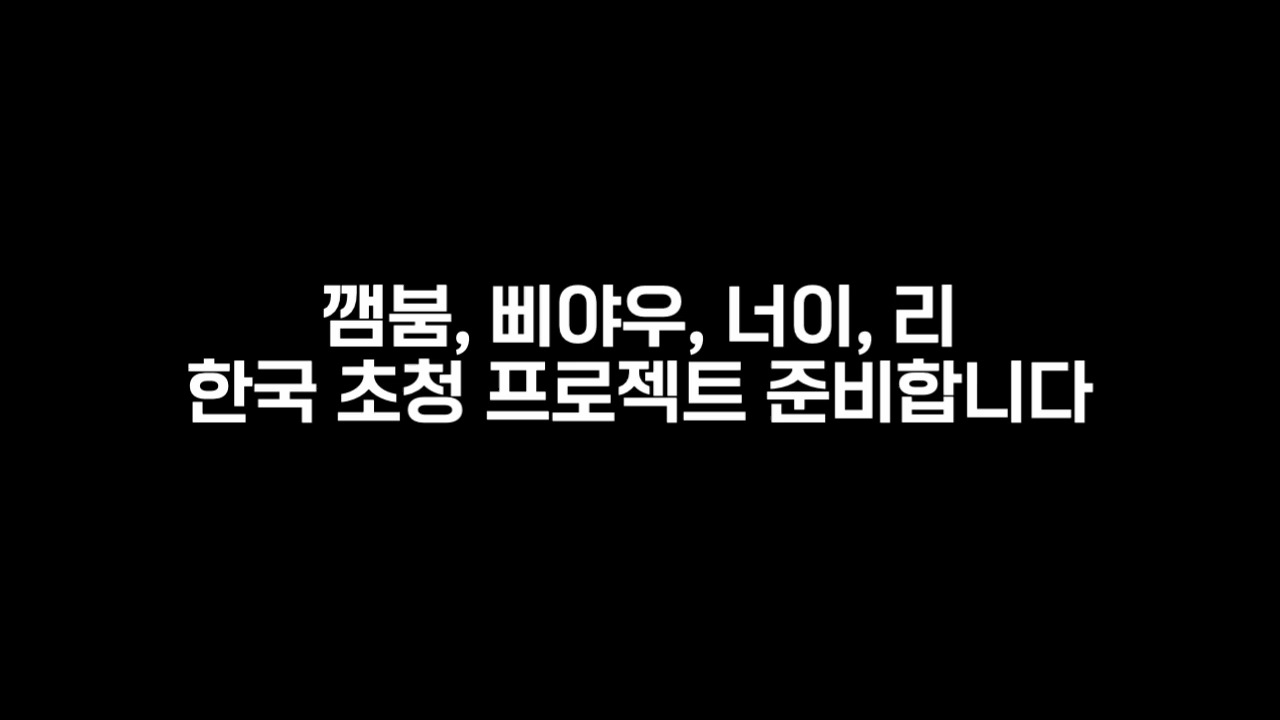 깸붐, 삐야우, 너이, 리
한국 초청 프로젝트 준비합니다